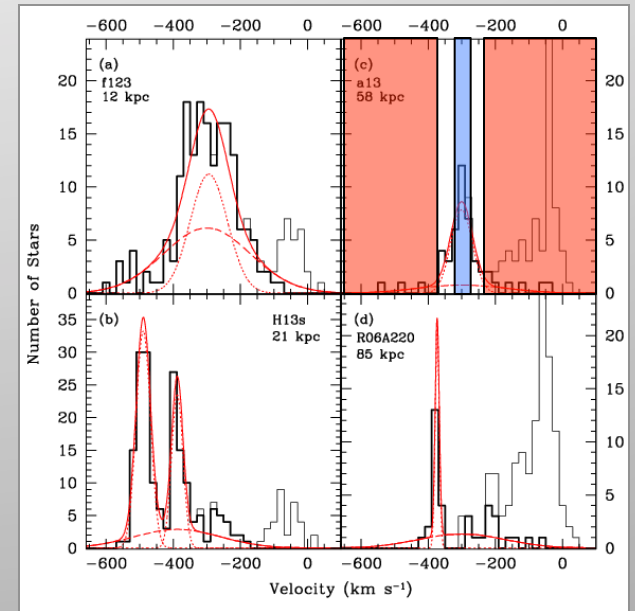 -600 -400 -200 0
-600 -400 -200 0
(a)
f123
12 kpc
(c)
a13
58 kpc
20
15
10
5
0
20
15
10
5
0
Number of Stars
(b)
H13s
21 kpc
(d)
R06A220
85 kpc
35
30
25
20
15
10
5
0
20
15
10
5
0
-600 -400 -200 0
-600 -400 -200 0
Velocity (km s⁻¹)